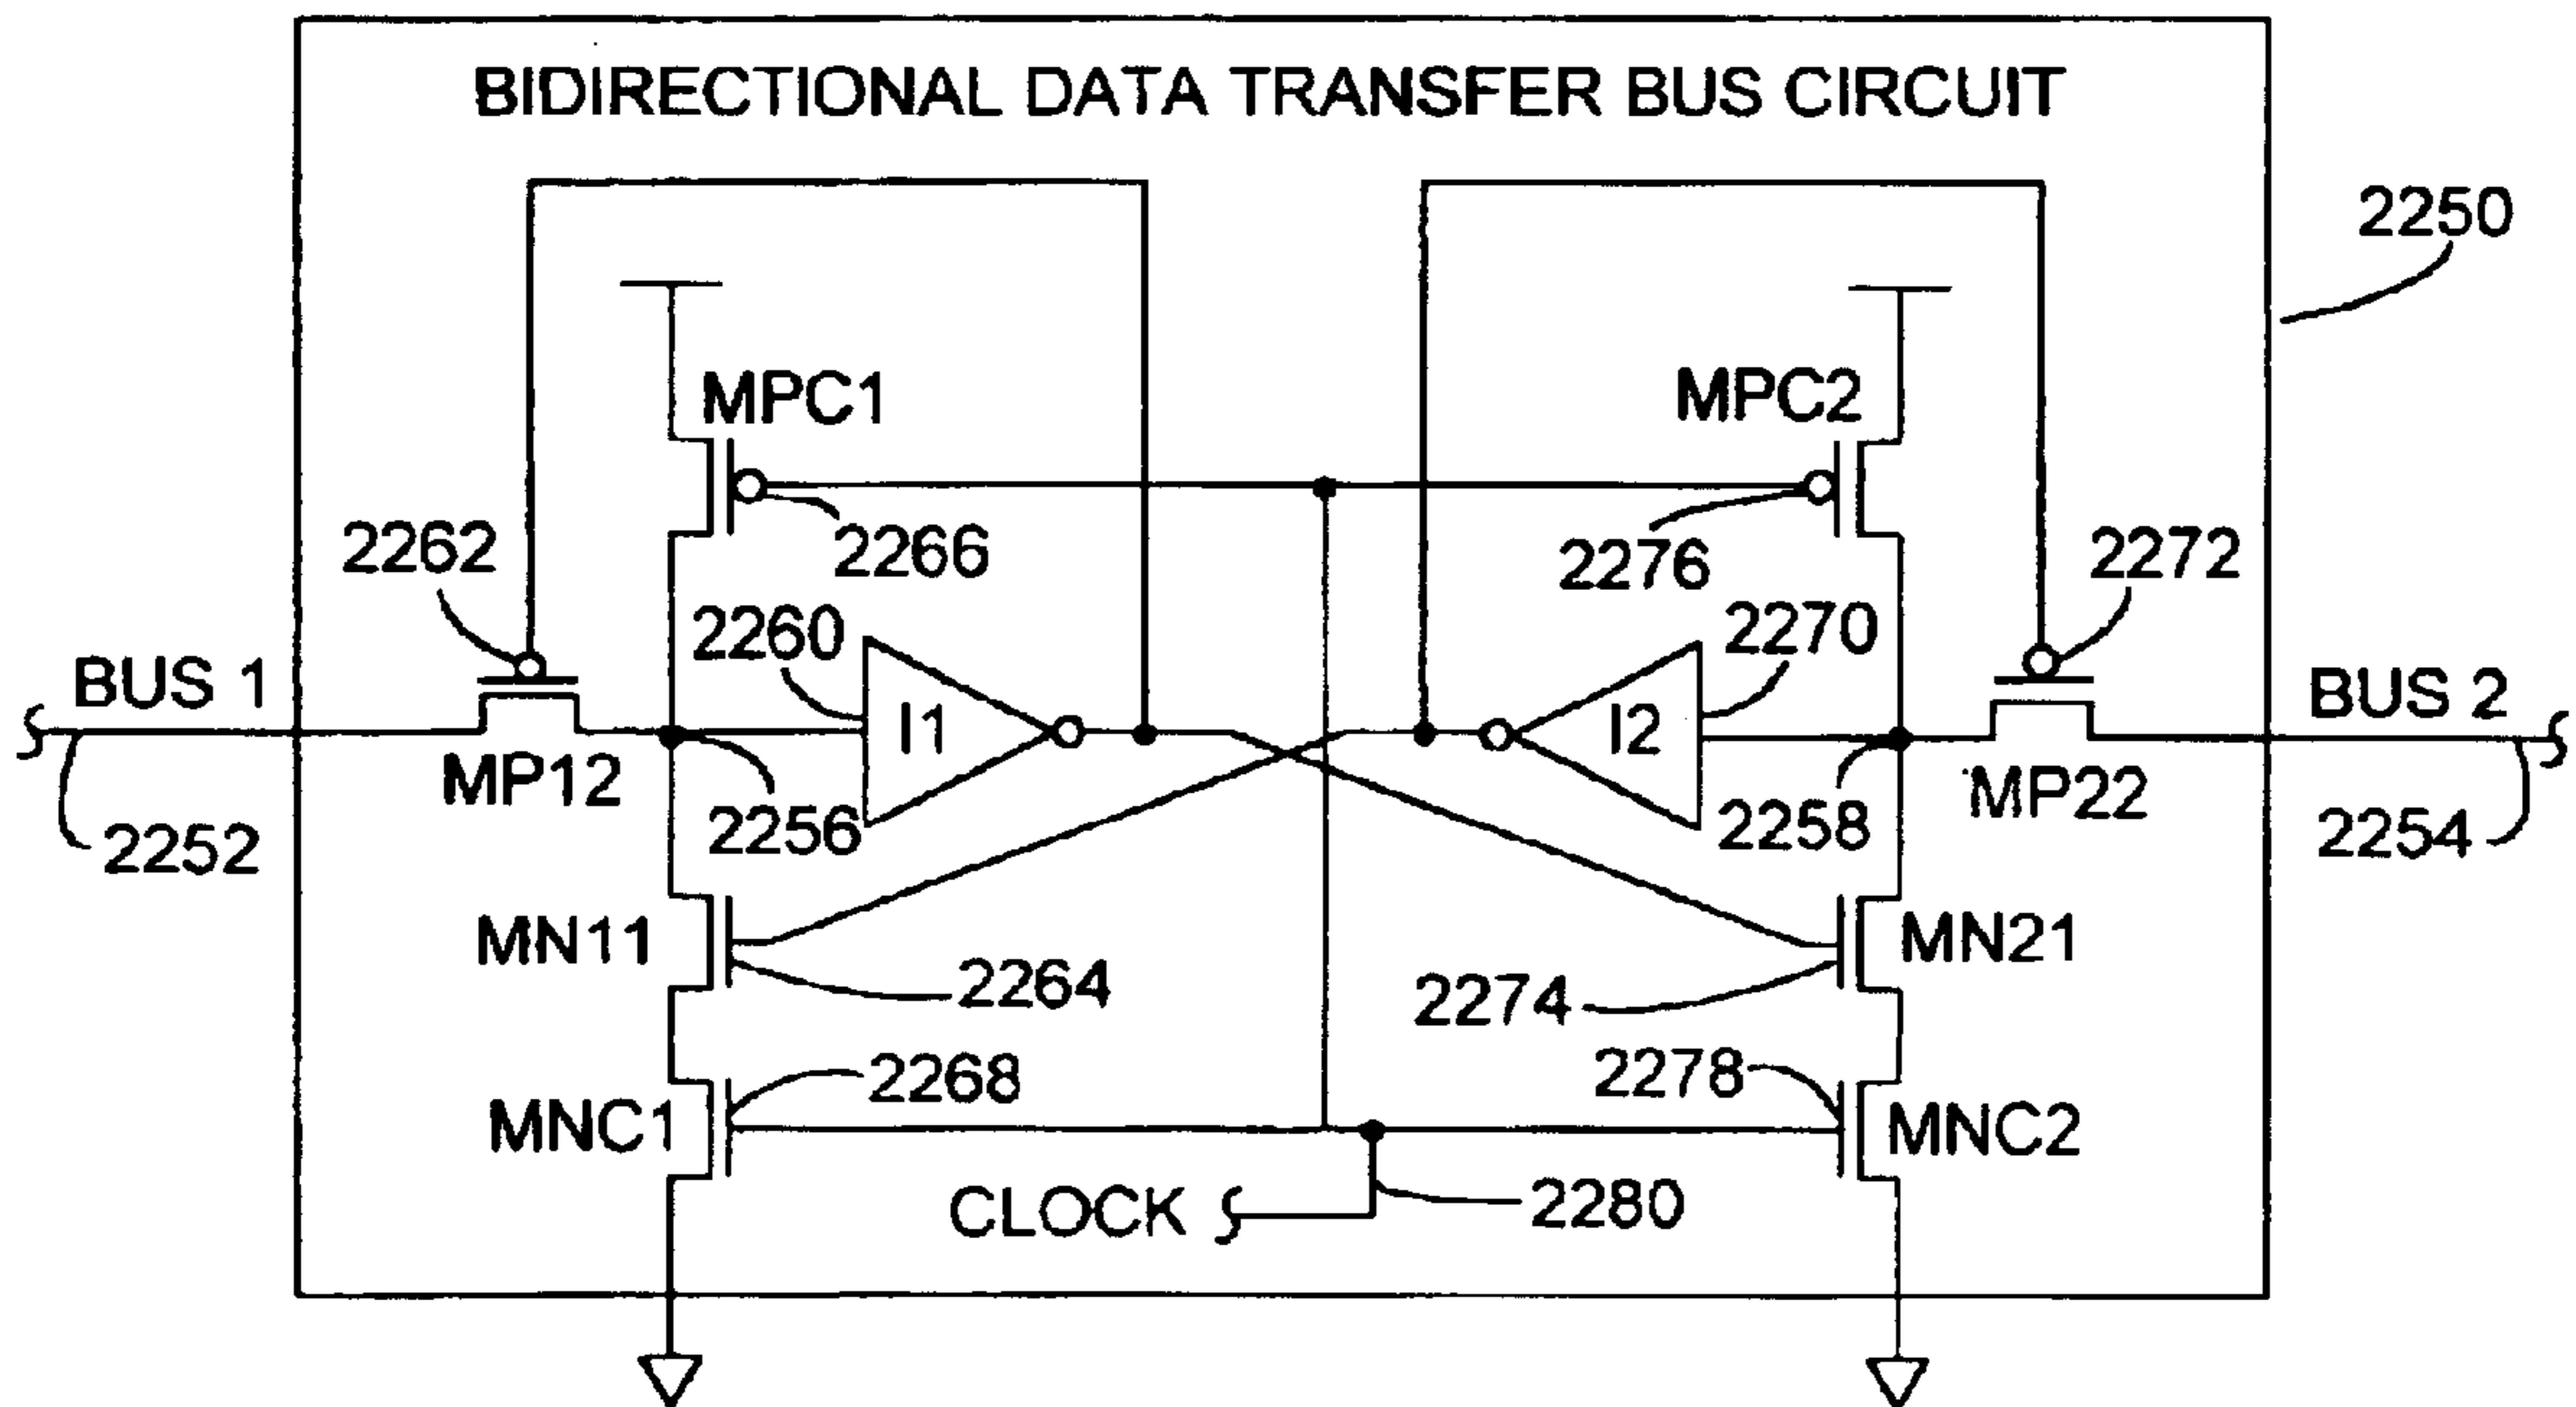 BIDIRECTIONAL DATA TRANSFER BUS CIRCUIT
2250
MPC1
MPC2
2262
2266
2276
2272
2260
2270
BUS 1
I1
I2
BUS 2
MP12
2256
2258
MP22
2252
2254
MN11
2264
2274
MN21
2268
2278
MNC1
MNC2
CLOCK
2280